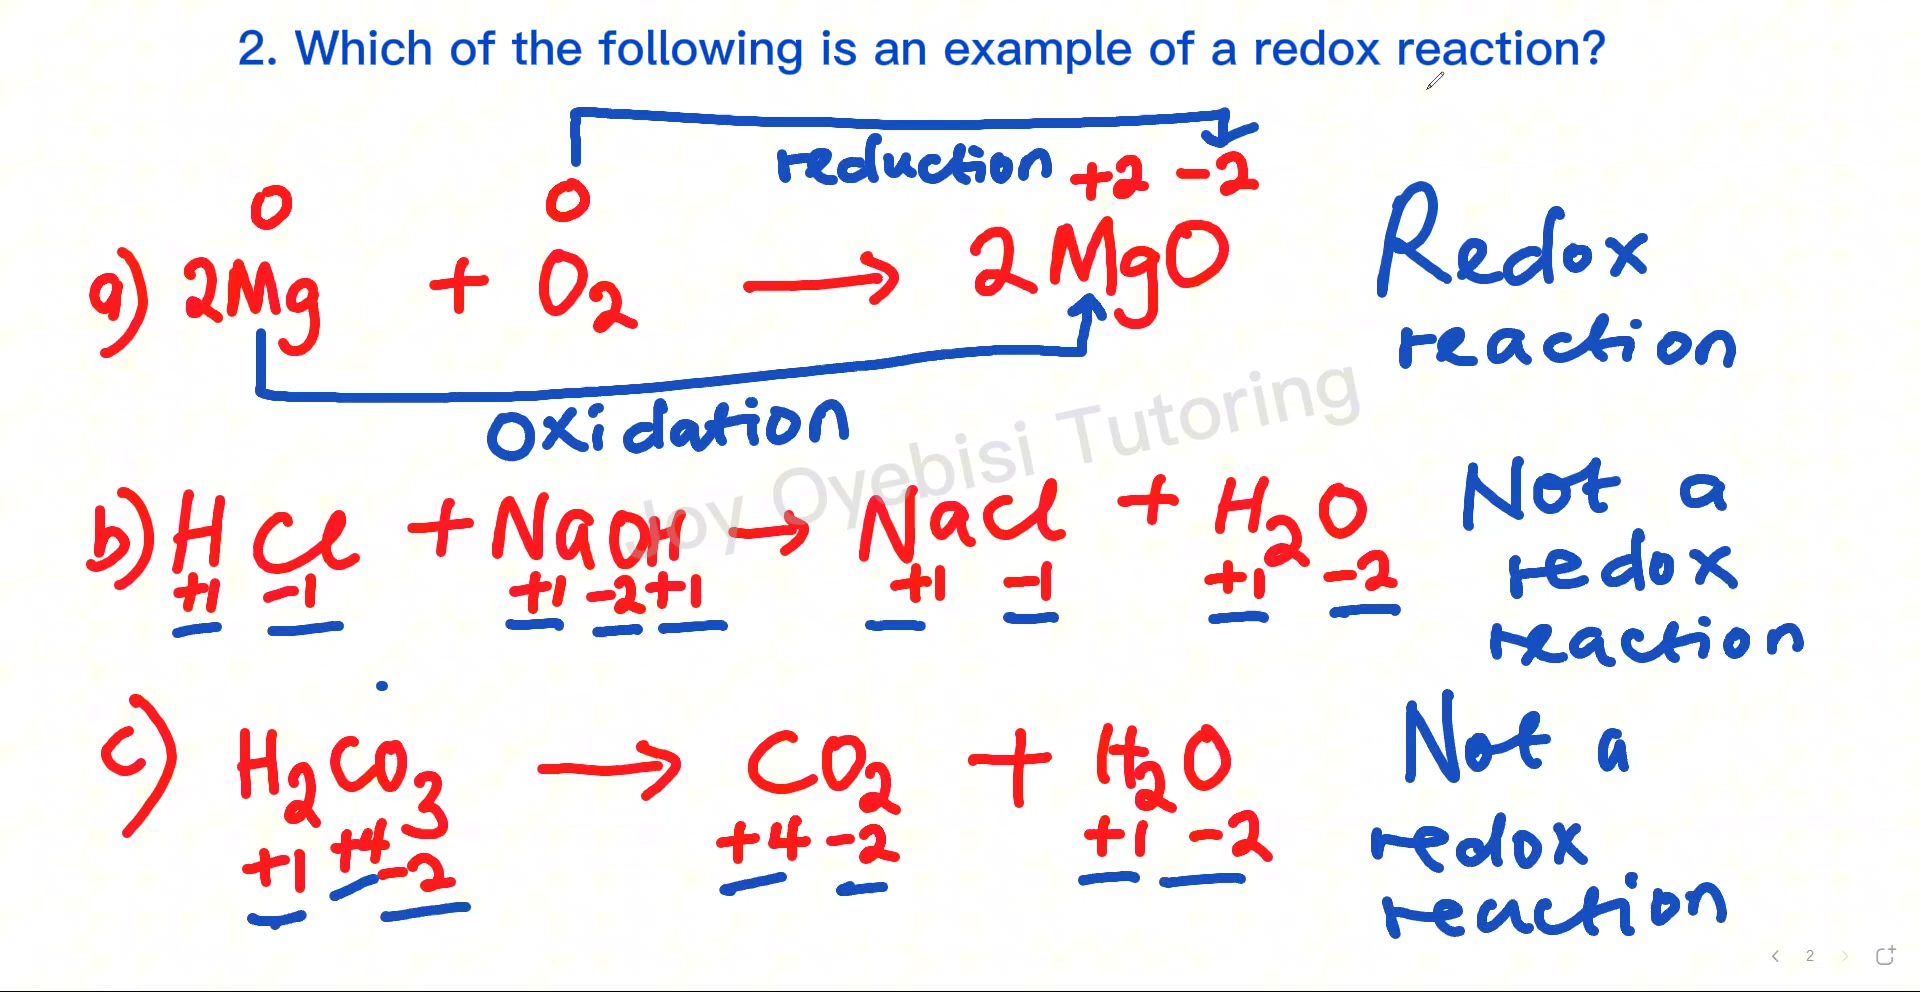 2. Which of the following is an example of a redox reaction?
reduction
0 0 +2 -2
a) 2Mg + O2 → 2MgO
Redox
reaction
oxidation
Joy Oyebisi Tutoring
b) HCl + NaOH → NaCl + H2O
+1 -1 +1 -2 +1 +1 -1 +1 -2
Not a
redox
reaction
c) H2CO3 → CO2 + H2O
+1 +4 -2 +4 -2 +1 -2
Not a
redox
reaction
2